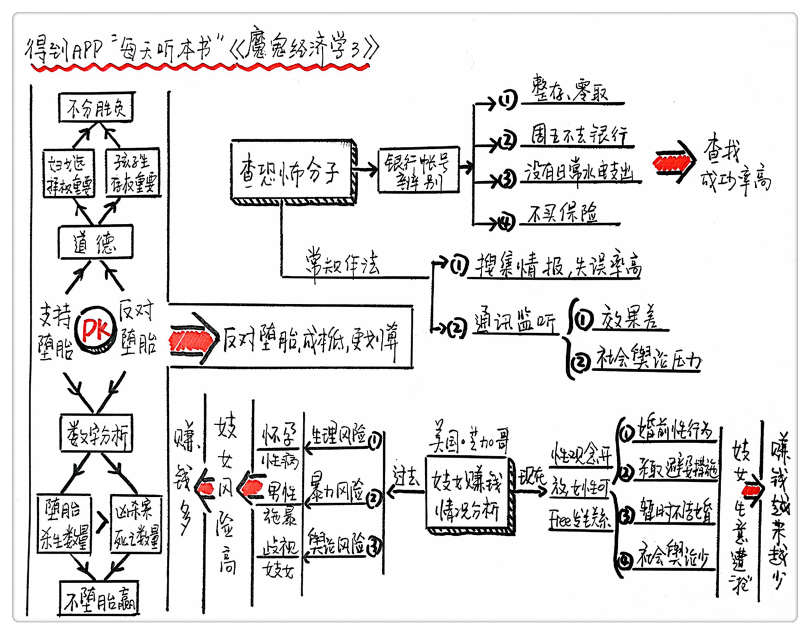 得到APP"每天听本书"《魔鬼经济学3》
不分胜负
妇女选
择权重要
孩子生
存权重要
道德
支持
堕胎
PK
反对
堕胎
数字分析
堕胎
杀生数量
>
凶杀案
死亡数量
不堕胎赢
反对堕胎,成本低,更划算
查恐怖分子
银行帐号
辨别
① 整存、零取
② 周五不去银行
③ 没有日常水电支出
④ 不买保险
查找
成功率高
常规作法
① 搜集情报,失误率高
② 通讯监听
① 效果差
② 社会舆论压力
美国·芝加哥
妓女赚钱
情况分析
过去
生理风险①
暴力风险②
舆论风险③
怀孕
性病
男性
施暴
歧视
妓女
妓女风险高
赚钱多
现在
性观念开
放,女性可
Free发生关系
① 婚前性行为
② 采取避孕措施
③ 暂时不结婚
④ 社会舆论少
妓女生意遭"抢"
赚钱越来越少